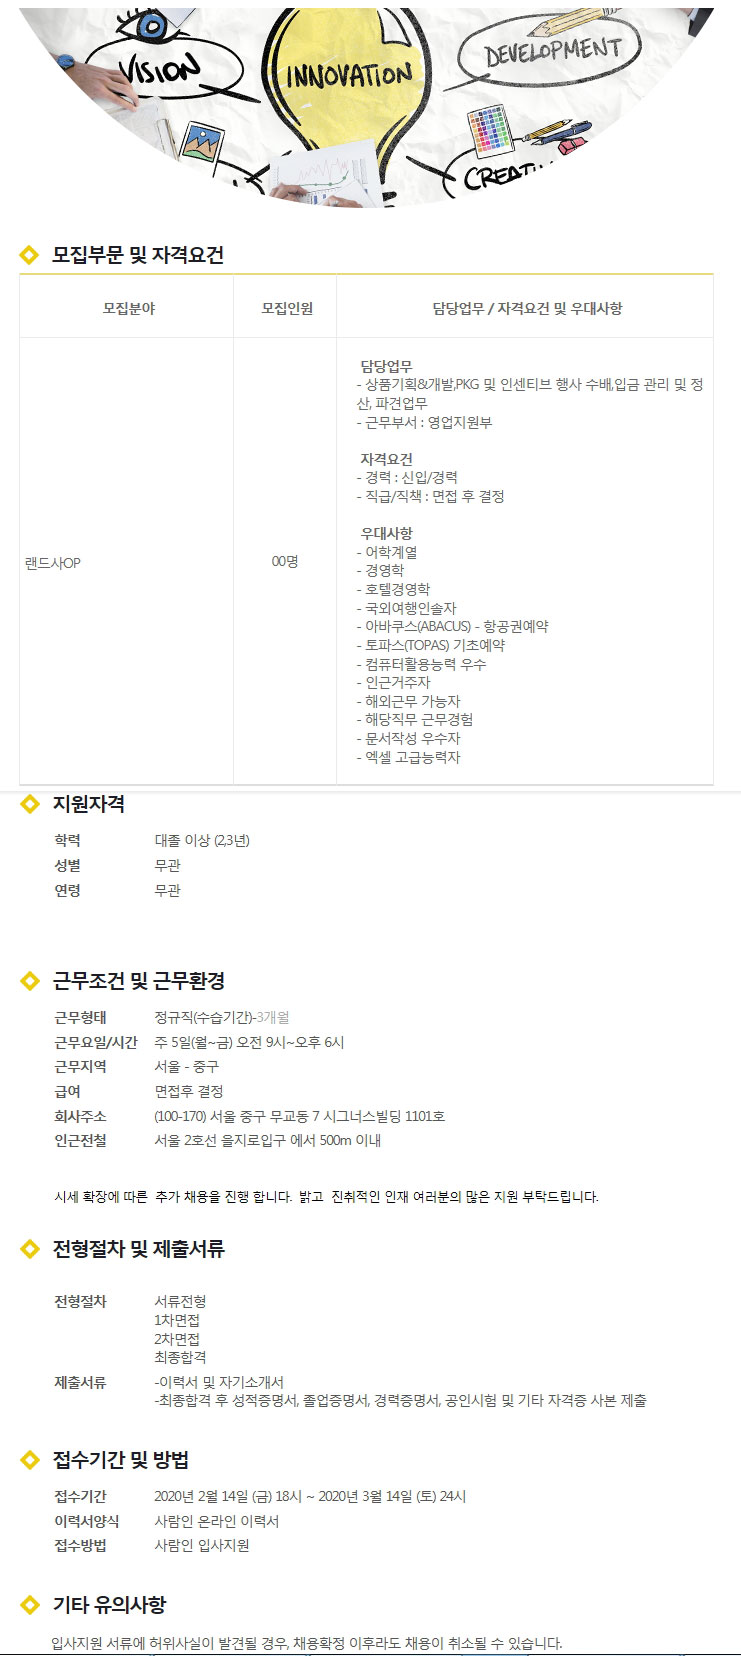 VISION
INNOVATION
DEVELOPMENT
모집부문 및 자격요건
모집분야
모집인원
담당업무 / 자격요건 및 우대사항
랜드사OP
00명
담당업무
- 상품기획&개발,PKG 및 인센티브 행사 수배,입금 관리 및 정
산, 파견업무
- 근무부서 : 영업지원부
자격요건
- 경력 : 신입/경력
- 직급/직책 : 면접 후 결정
우대사항
- 어학계열
- 경영학
- 호텔경영학
- 국외여행인솔자
- 아바쿠스(ABACUS) - 항공권예약
- 토파스(TOPAS) 기초예약
- 컴퓨터활용능력 우수
- 인근거주자
- 해외근무 가능자
- 해당직무 근무경험
- 문서작성 우수자
- 엑셀 고급능력자
지원자격
학력 대졸 이상 (2,3년)
성별 무관
연령 무관
근무조건 및 근무환경
근무형태 정규직(수습기간)-3개월
근무요일/시간 주 5일(월~금) 오전 9시~오후 6시
근무지역 서울 - 중구
급여 면접후 결정
회사주소 (100-170) 서울 중구 무교동 7 시그너스빌딩 1101호
인근전철 서울 2호선 을지로입구 에서 500m 이내
시세 확장에 따른 추가 채용을 진행 합니다. 밝고 진취적인 인재 여러분의 많은 지원 부탁드립니다.
전형절차 및 제출서류
전형절차 서류전형
1차면접
2차면접
최종합격
제출서류 -이력서 및 자기소개서
-최종합격 후 성적증명서, 졸업증명서, 경력증명서, 공인시험 및 기타 자격증 사본 제출
접수기간 및 방법
접수기간 2020년 2월 14일 (금) 18시 ~ 2020년 3월 14일 (토) 24시
이력서양식 사람인 온라인 이력서
접수방법 사람인 입사지원
기타 유의사항
입사지원 서류에 허위사실이 발견될 경우, 채용확정 이후라도 채용이 취소될 수 있습니다.